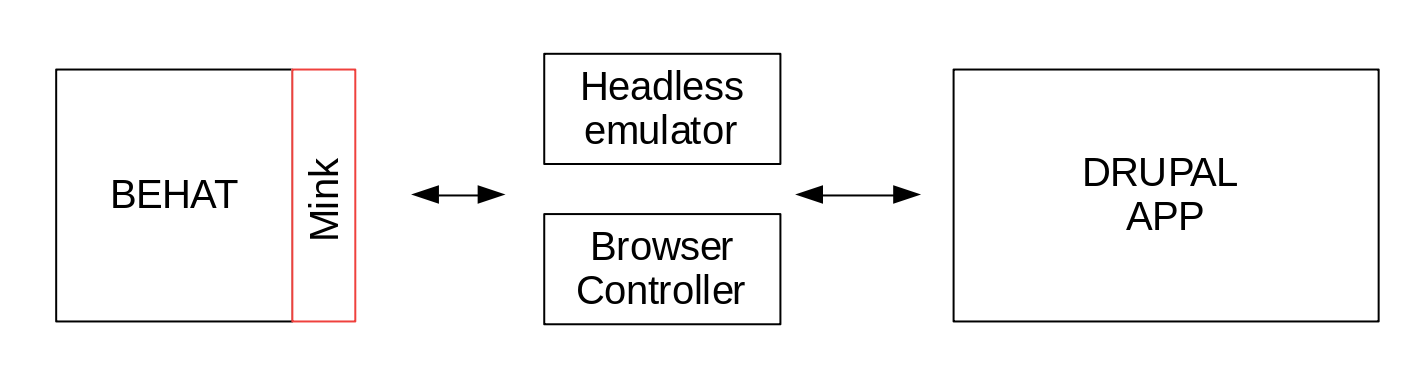 BEHAT
Mink
Headless
emulator
Browser
Controller
DRUPAL
APP